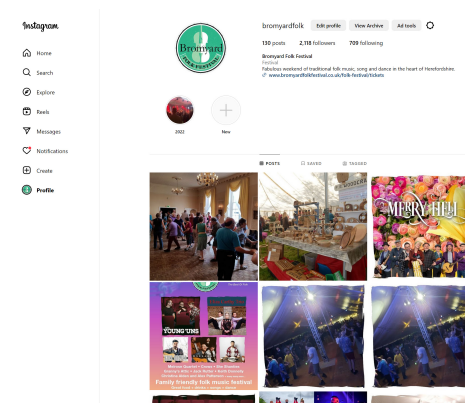 Instagram
Home
Search
Explore
Reels
Messages
Notifications
Create
Profile
Bromyard
FOLK FESTIVAL
bromyardfolk
Edit profile
View Archive
Ad tools
130 posts
2,118 followers
709 following
Bromyard Folk Festival
Festival
Fabulous weekend of traditional folk music, song and dance in the heart of Herefordshire.
www.bromyardfolkfestival.co.uk/folk-festival/tickets
2022
New
POSTS
SAVED
TAGGED
MERRY HELL
YOUNG'UNS
Family friendly folk music festival